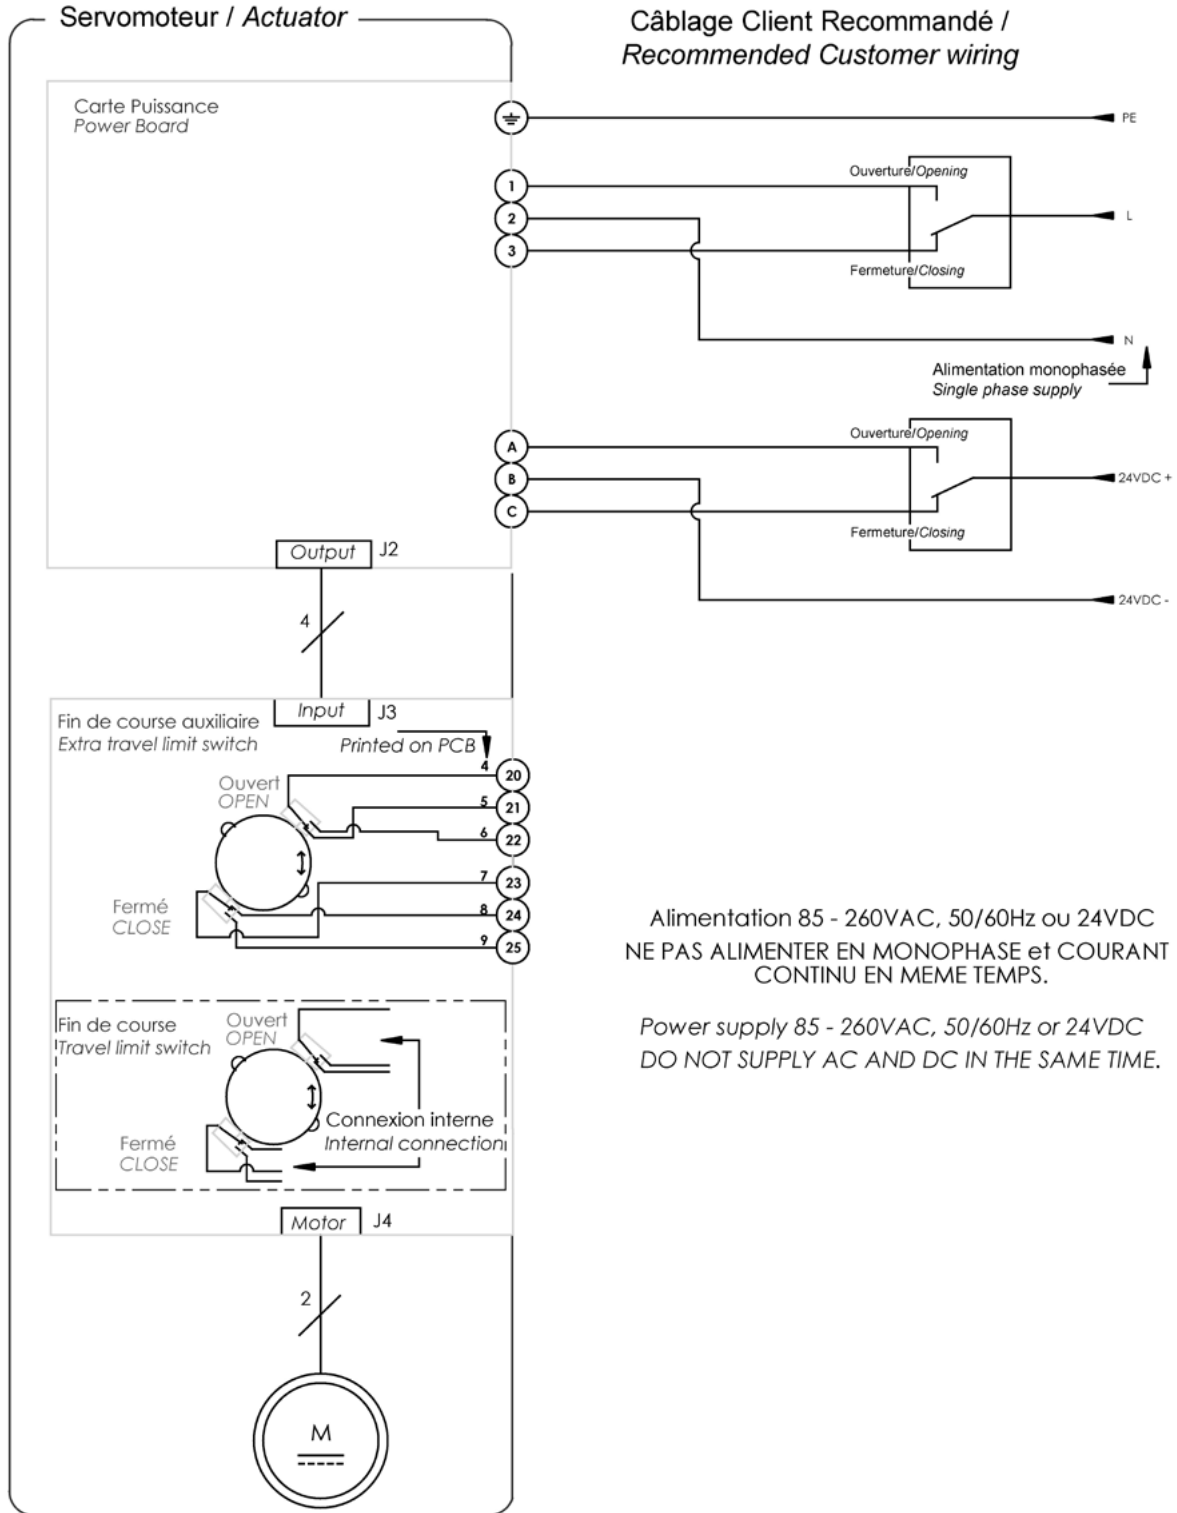 Servomoteur / Actuator
Câblage Client Recommandé /
Recommended Customer wiring
Carte Puissance
Power Board
PE
1
2
3
Ouverture/Opening
L
Fermeture/Closing
N
Alimentation monophasée
Single phase supply
A
B
C
Ouverture/Opening
24VDC +
Fermeture/Closing
24VDC -
Output J2
4
Input J3
Fin de course auxiliaire
Extra travel limit switch
Printed on PCB
Ouvert
OPEN
4 20
5 21
6 22
7 23
8 24
9 25
Fermé
CLOSE
Alimentation 85 - 260VAC, 50/60Hz ou 24VDC
NE PAS ALIMENTER EN MONOPHASE et COURANT
CONTINU EN MEME TEMPS.
Power supply 85 - 260VAC, 50/60Hz or 24VDC
DO NOT SUPPLY AC AND DC IN THE SAME TIME.
Fin de course
Travel limit switch
Ouvert
OPEN
Connexion interne
Internal connection
Fermé
CLOSE
Motor J4
2
M